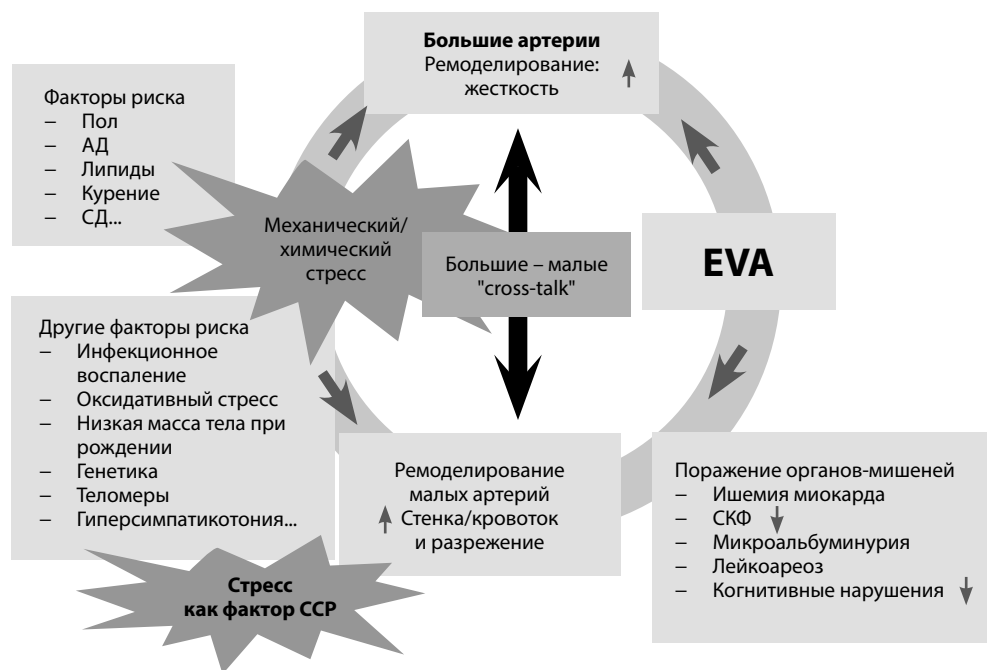 Большие артерии
Ремоделирование:
жесткость
Факторы риска
– Пол
– АД
– Липиды
– Курение
– СД...
Механический/
химический
стресс
Большие – малые
"cross-talk"
EVA
Другие факторы риска
– Инфекционное
воспаление
– Оксидативный стресс
– Низкая масса тела при
рождении
– Генетика
– Теломеры
– Гиперсимпатикотония...
Ремоделирование
малых артерий
Стенка/кровоток
и разрежение
Поражение органов-мишеней
– Ишемия миокарда
– СКФ
– Микроальбуминурия
– Лейкоареоз
– Когнитивные нарушения
Стресс
как фактор ССР